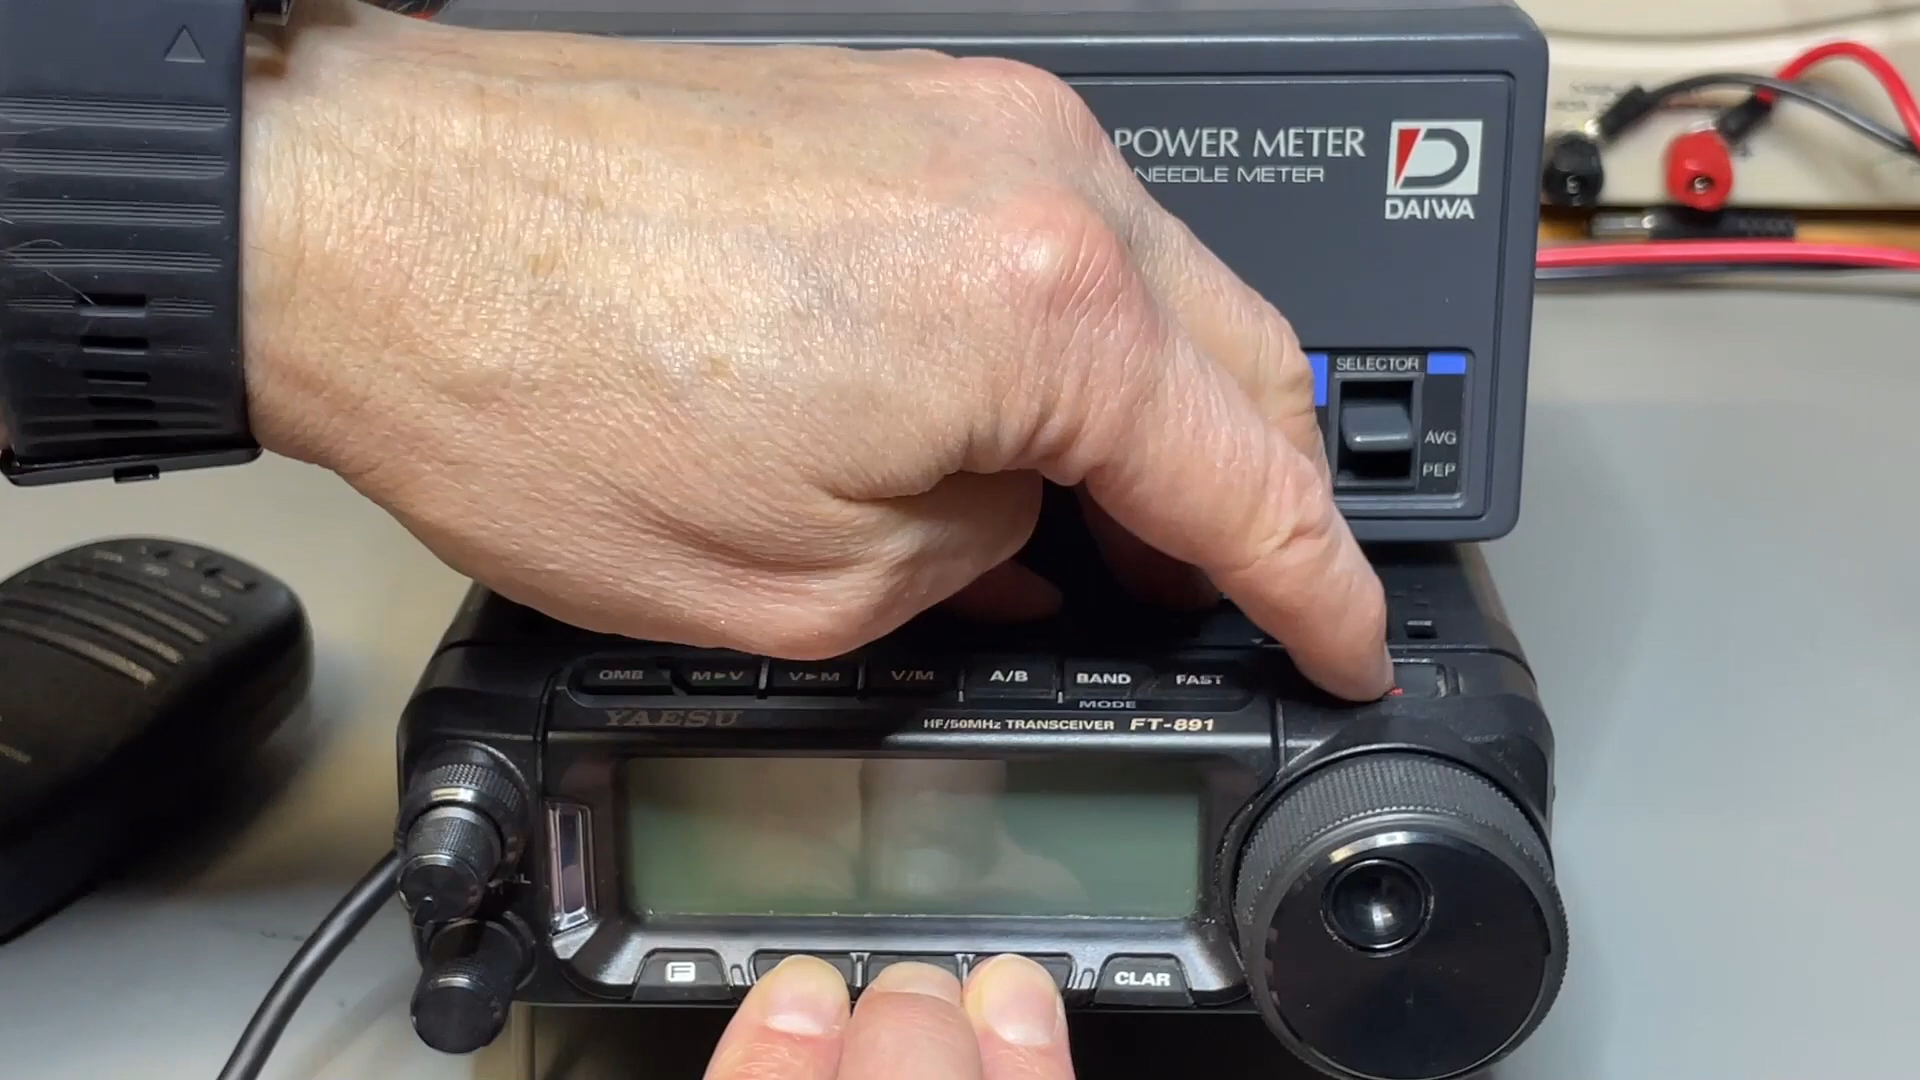 POWER METER
NEEDLE METER
DAIWA
SELECTOR
AVG
PEP
QMB
M►V
V►M
V/M
A/B
BAND
FAST
MODE
YAESU
HF/50MHz TRANSCEIVER FT-891
F
CLAR